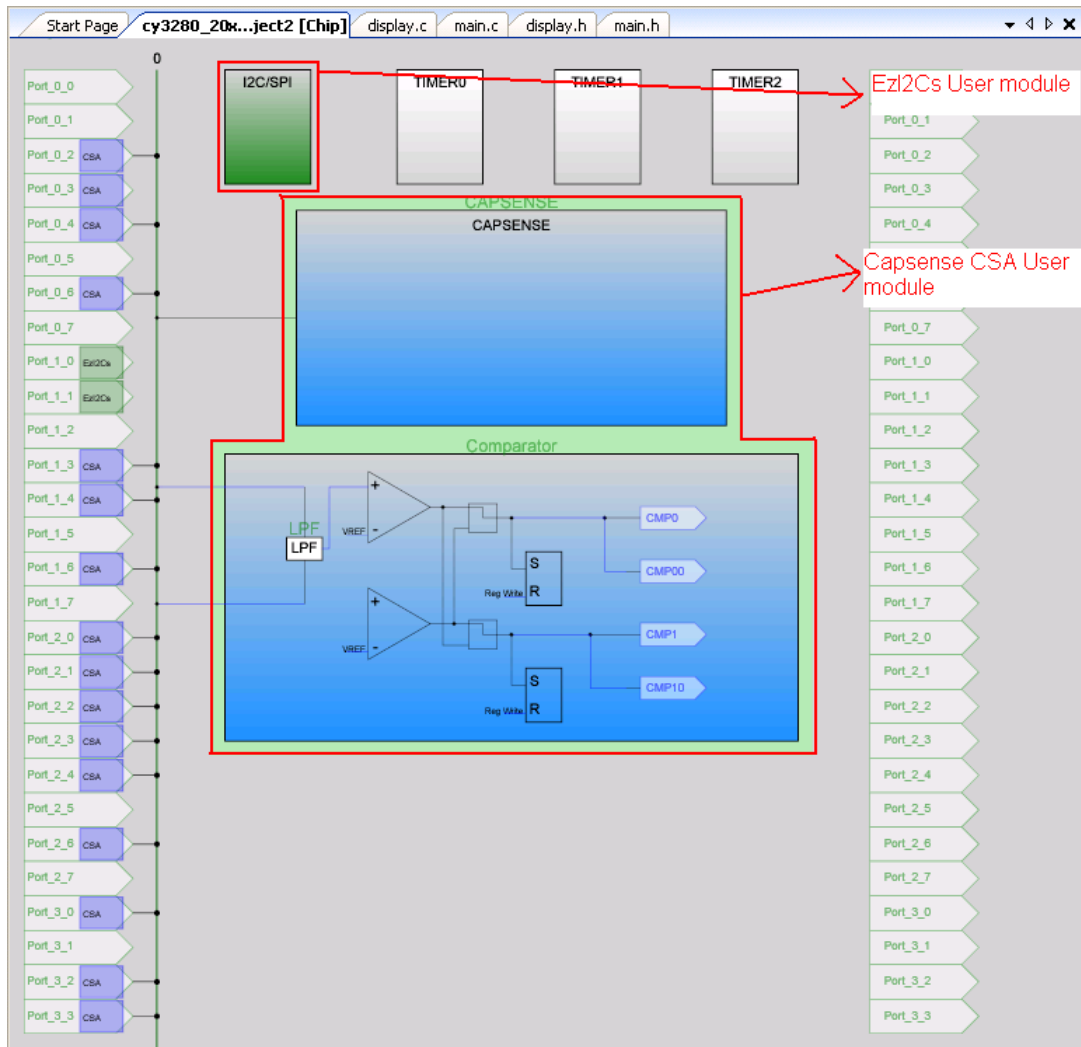 Start Page
cy3280_20x...ject2 [Chip]
display.c
main.c
display.h
main.h
0
Port_0_0
Port_0_1
Port_0_2 CSA
Port_0_3 CSA
Port_0_4 CSA
Port_0_5
Port_0_6 CSA
Port_0_7
Port_1_0 EzI2Cs
Port_1_1 EzI2Cs
Port_1_2
Port_1_3 CSA
Port_1_4 CSA
Port_1_5
Port_1_6 CSA
Port_1_7
Port_2_0 CSA
Port_2_1 CSA
Port_2_2 CSA
Port_2_3 CSA
Port_2_4 CSA
Port_2_5
Port_2_6 CSA
Port_2_7
Port_3_0 CSA
Port_3_1
Port_3_2 CSA
Port_3_3 CSA
I2C/SPI
TIMER0
TIMER1
TIMER2
CAPSENSE
CAPSENSE
Comparator
LPF
LPF
+
VREF
-
S
Reg Write
R
CMP0
CMP00
+
VREF
-
S
Reg Write
R
CMP1
CMP10
EzI2Cs User module
Port_0_1
Port_0_2
Port_0_3
Port_0_4
Capsense CSA User
module
Port_0_7
Port_1_0
Port_1_1
Port_1_2
Port_1_3
Port_1_4
Port_1_5
Port_1_6
Port_1_7
Port_2_0
Port_2_1
Port_2_2
Port_2_3
Port_2_4
Port_2_5
Port_2_6
Port_2_7
Port_3_0
Port_3_1
Port_3_2
Port_3_3